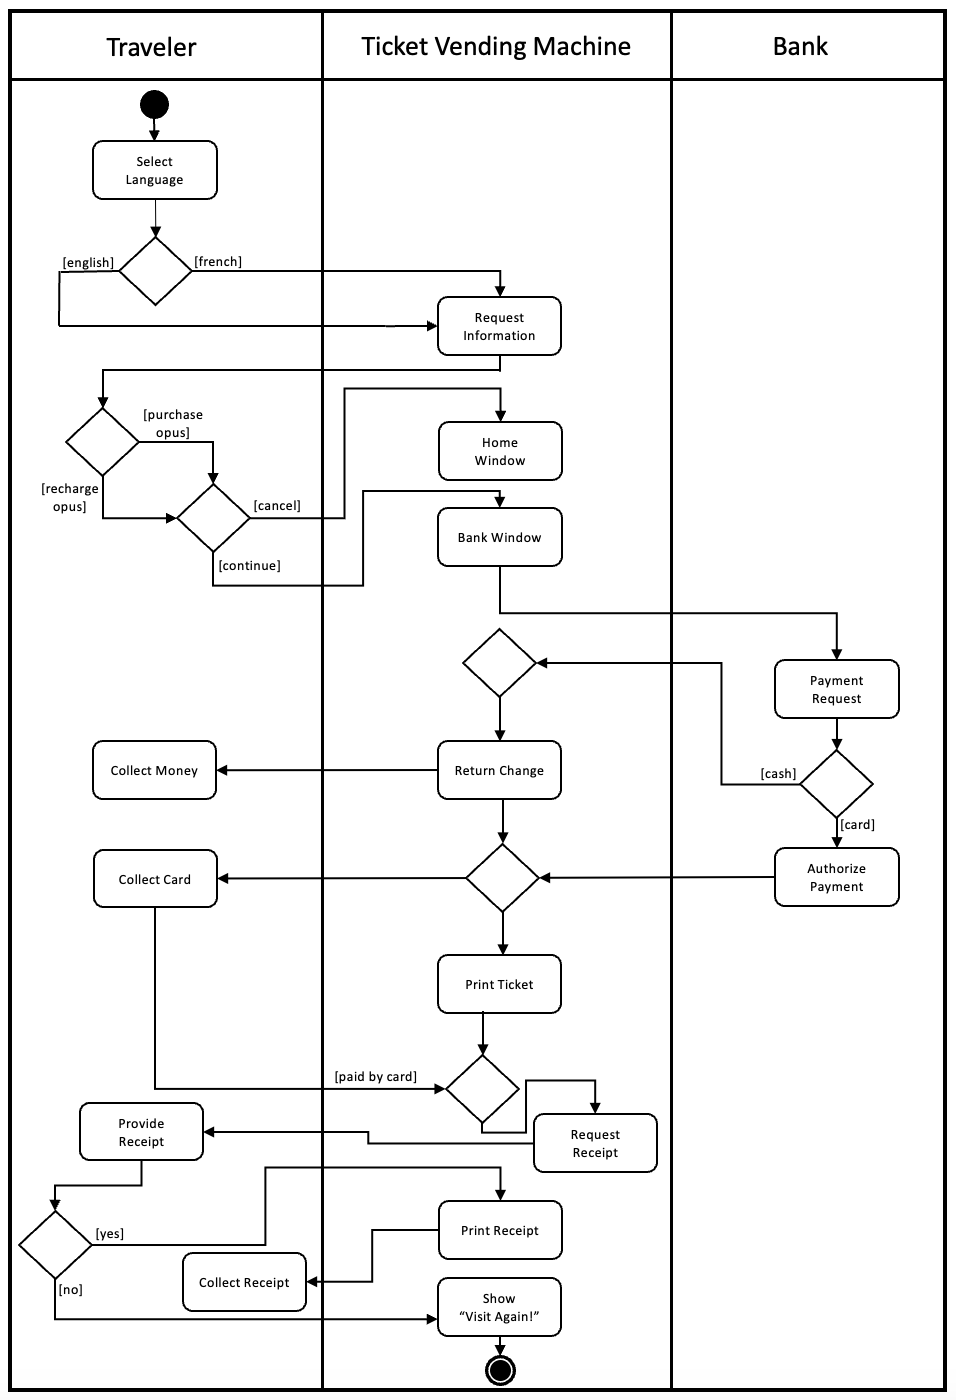 Traveler
Ticket Vending Machine
Bank
Select
Language
[english]
[french]
Request
Information
[purchase
opus]
[recharge
opus]
[cancel]
[continue]
Home
Window
Bank Window
Payment
Request
[cash]
[card]
Collect Money
Return Change
Authorize
Payment
Collect Card
Print Ticket
[paid by card]
Provide
Receipt
Request
Receipt
[yes]
Print Receipt
[no]
Collect Receipt
Show
“Visit Again!”